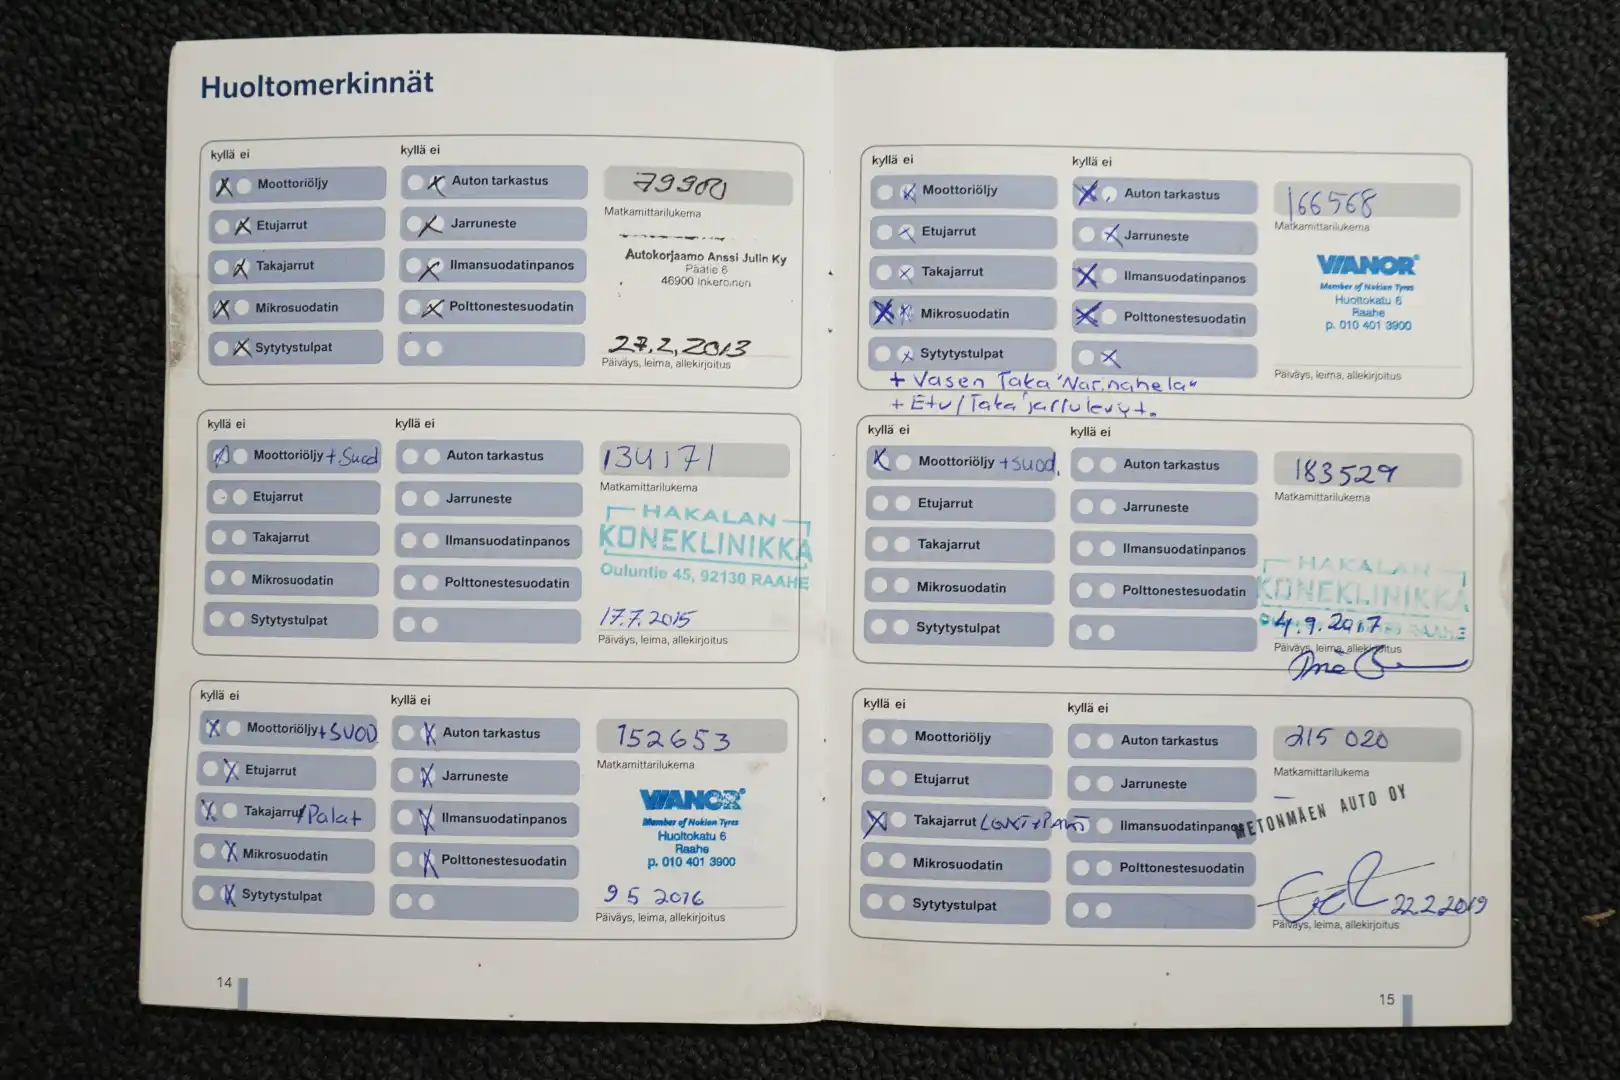 Huoltomerkinnät
kyllä ei
kyllä ei
X Moottoriöljy
X Auton tarkastus
79980
X Etujarrut
X Jarruneste
Matkamittarilukema
X Takajarrut
X Ilmansuodatinpanos
Autokorjaamo Anssi Julin Ky
Päätie 6
46900 Inkeroinen
X Mikrosuodatin
X Polttonestesuodatin
X Sytytystulpat
27.2.2013
Päiväys, leima, allekirjoitus
kyllä ei
kyllä ei
Moottoriöljy + Suod
Auton tarkastus
134171
Etujarrut
Jarruneste
Matkamittarilukema
Takajarrut
Ilmansuodatinpanos
HAKALAN
KONEKLINIKKA
Ouluntie 45, 92130 RAAHE
Mikrosuodatin
Polttonestesuodatin
Sytytystulpat
17.7.2015
Päiväys, leima, allekirjoitus
kyllä ei
kyllä ei
X Moottoriöljy + SUOD
X Auton tarkastus
152653
X Etujarrut
X Jarruneste
Matkamittarilukema
X Takajarrut / Palat
X Ilmansuodatinpanos
VIANOR
Member of Nokian Tyres
Huoltokatu 6
Raahe
p. 010 401 3900
X Mikrosuodatin
X Polttonestesuodatin
X Sytytystulpat
9 5 2016
Päiväys, leima, allekirjoitus
14
kyllä ei
kyllä ei
X Moottoriöljy
X Auton tarkastus
166568
X Etujarrut
X Jarruneste
Matkamittarilukema
X Takajarrut
X Ilmansuodatinpanos
VIANOR
Member of Nokian Tyres
Huoltokatu 6
Raahe
p. 010 401 3900
X X Mikrosuodatin
X Polttonestesuodatin
X Sytytystulpat
X
Päiväys, leima, allekirjoitus
+ Vasen Taka "Narinahela"
+ Etu/Taka jarrulevyt.
kyllä ei
kyllä ei
X Moottoriöljy + suod.
Auton tarkastus
183529
Etujarrut
Jarruneste
Matkamittarilukema
Takajarrut
Ilmansuodatinpanos
HAKALAN
KONEKLINIKKA
Mikrosuodatin
Polttonestesuodatin
Sytytystulpat
4.9.2017
Päiväys, leima, allekirjoitus
kyllä ei
kyllä ei
Moottoriöljy
Auton tarkastus
215 020
Etujarrut
Jarruneste
Matkamittarilukema
X Takajarrut
Ilmansuodatinpanos
METONMÄEN AUTO OY
Mikrosuodatin
Polttonestesuodatin
Sytytystulpat
22.2.2019
Päiväys, leima, allekirjoitus
15